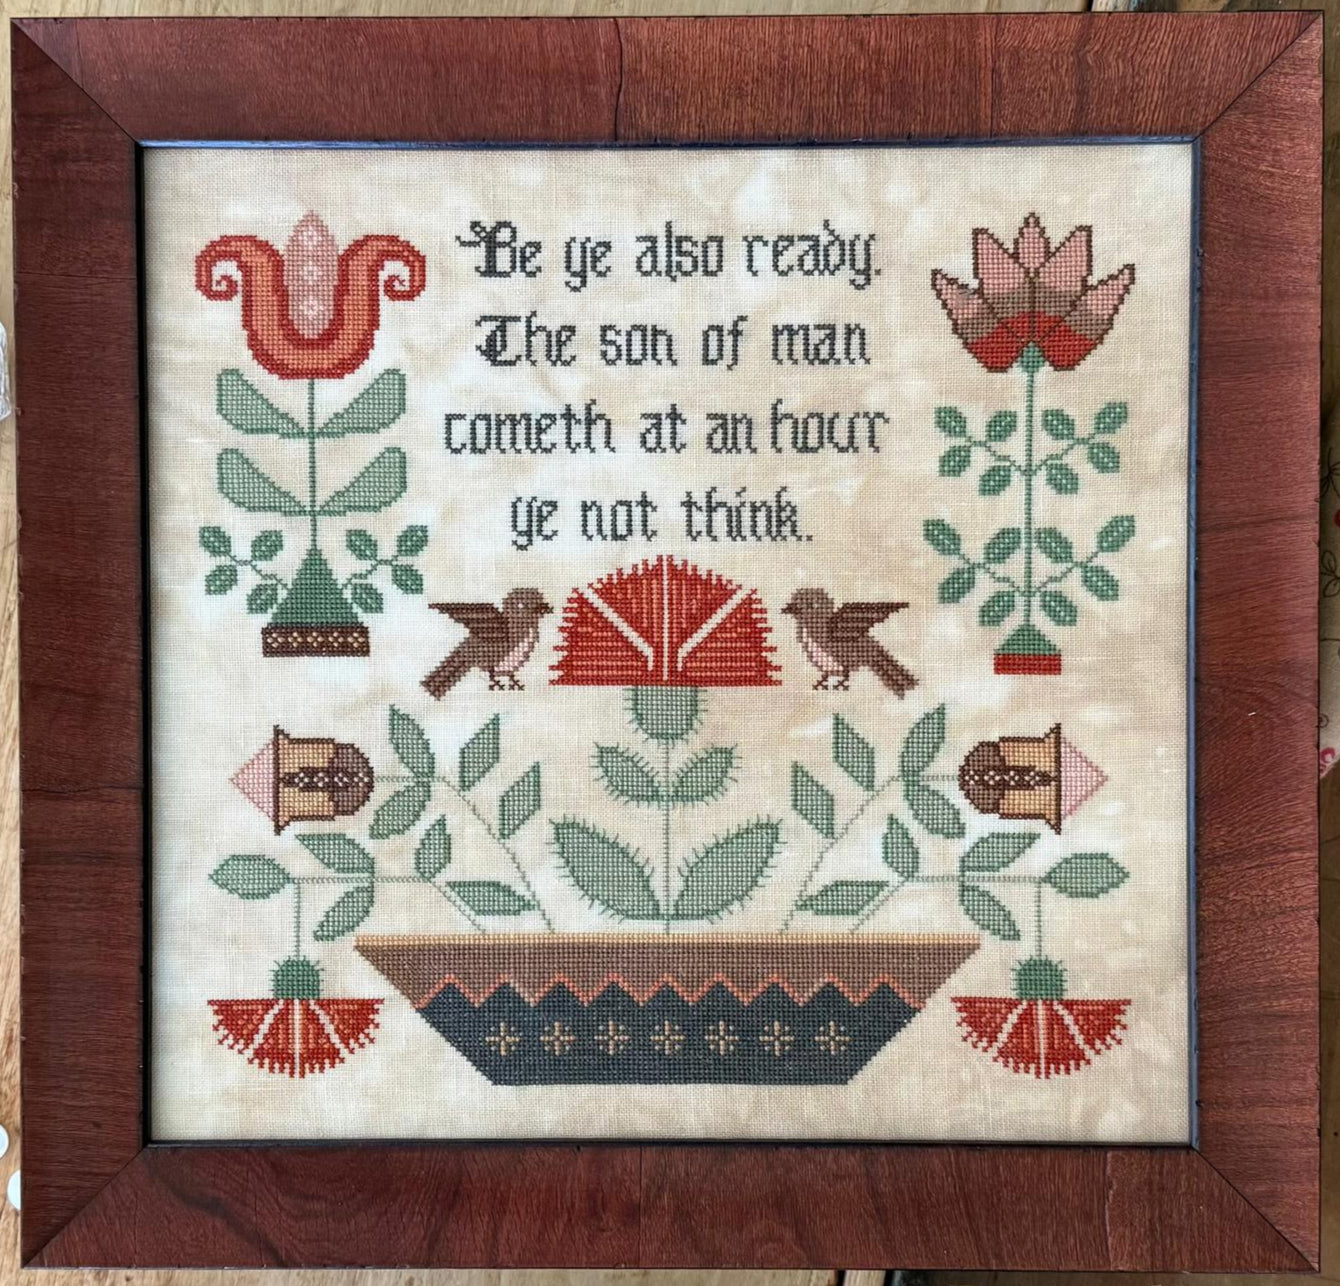 Be ye also ready.
The son of man
cometh at an hour
ye not think.